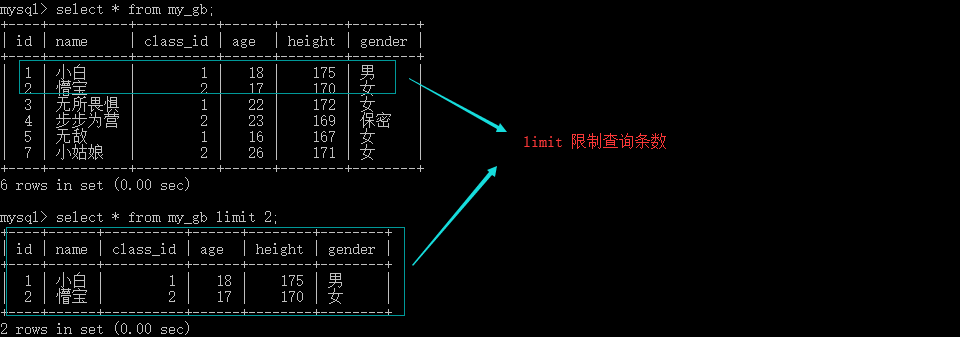 mysql> select * from my_gb;
+----+----------+----------+-----+--------+--------+
| id | name | class_id | age | height | gender |
+----+----------+----------+-----+--------+--------+
| 1 | 小白 | 1 | 18 | 175 | 男 |
| 2 | 懵宝 | 2 | 17 | 170 | 女 |
| 3 | 无所畏惧 | 1 | 22 | 172 | 女 |
| 4 | 步步为营 | 2 | 23 | 169 | 保密 |
| 5 | 无敌 | 1 | 16 | 167 | 女 |
| 7 | 小姑娘 | 2 | 26 | 171 | 女 |
+----+----------+----------+-----+--------+--------+
6 rows in set (0.00 sec)
limit 限制查询条数
mysql> select * from my_gb limit 2;
+----+------+----------+-----+--------+--------+
| id | name | class_id | age | height | gender |
+----+------+----------+-----+--------+--------+
| 1 | 小白 | 1 | 18 | 175 | 男 |
| 2 | 懵宝 | 2 | 17 | 170 | 女 |
+----+------+----------+-----+--------+--------+
2 rows in set (0.00 sec)